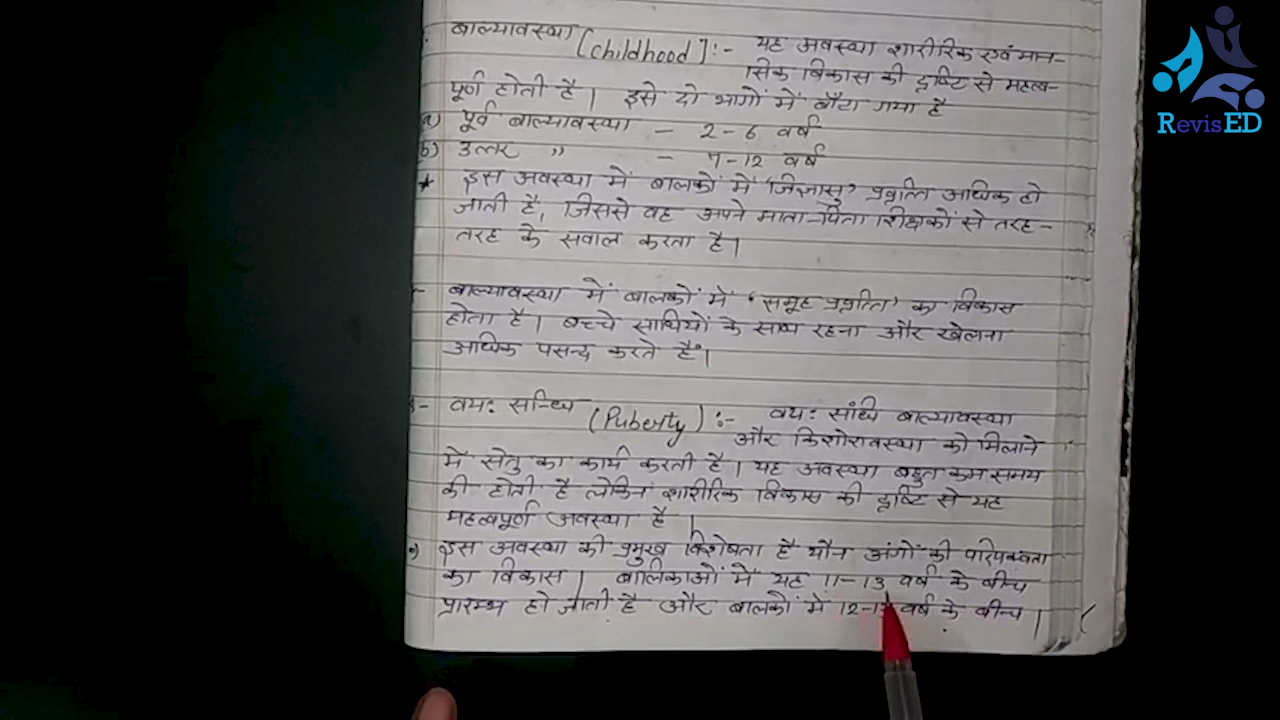 बाल्यावस्था (childhood) :- यह अवस्था शारीरिक एवं मान-
सिक विकास की दृष्टि से महत्व-
पूर्ण होती है। इसे दो भागों में बाँटा गया है
a) पूर्व बाल्यावस्था - 2-6 वर्ष
b) उत्तर " - 7-12 वर्ष
* इस अवस्था में बालकों में 'जिज्ञासु' प्रवृत्ति अधिक हो
जाती है, जिससे वह अपने माता-पिता शिक्षकों से तरह-
तरह के सवाल करता है।
- बाल्यावस्था में बालकों में 'समूह प्रवृत्ति' का विकास
होता है। बच्चे साथियों के साथ रहना और खेलना
अधिक पसन्द करते हैं।
वयः सन्धि (Puberty) :- वयः सांधि बाल्यावस्था
और किशोरावस्था को मिलाने
में सेतु का कार्य करती है। यह अवस्था बहुत कम समय
की होती है लेकिन शारीरिक विकास की दृष्टि से यह
महत्वपूर्ण अवस्था है।
इस अवस्था की प्रमुख विशेषता है यौन अंगों की परिपक्वता
का विकास। बालिकाओं में यह 11-13 वर्ष के बीच
प्रारम्भ हो जाती है और बालकों में 12- वर्ष के बीच।
RevisED